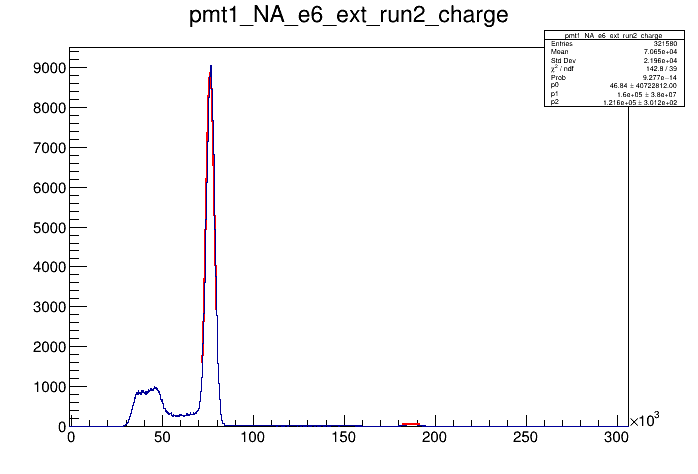 pmt1_NA_e6_ext_run2_charge
pmt1_NA_e6_ext_run2_charge
Entries 321580
Mean 7.065e+04
Std Dev 2.196e+04
χ² / ndf 142.8 / 39
Prob 9.277e−14
p0 46.84 ± 40722812.00
p1 1.6e+05 ± 3.8e+07
p2 1.216e+05 ± 3.012e+02
9000
8000
7000
6000
5000
4000
3000
2000
1000
0
0 50 100 150 200 250 300
×10³